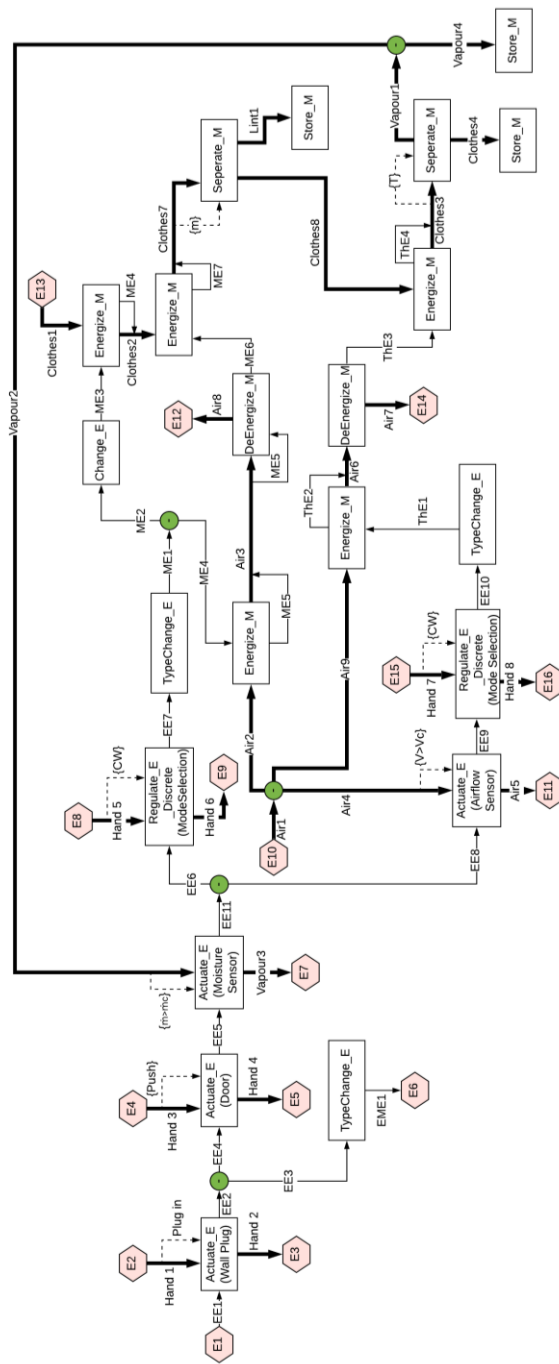 E1
EE1
E2
Hand 1
Plug in
Actuate_E
(Wall Plug)
Hand 2
E3
EE2
EE3
TypeChange_E
EME1
E6
EE4
E4
Hand 3
{Push}
Actuate_E
(Door)
Hand 4
E5
EE5
{ṁ>ṁc}
Actuate_E
(Moisture
Sensor)
Vapour3
E7
EE11
EE6
EE8
E8
Hand 5
{CW}
Regulate_E
_Discrete
(ModeSelection)
Hand 6
E9
EE7
TypeChange_E
ME1
ME2
ME4
Change_E
ME3
E13
Clothes1
Energize_M
ME4
Clothes2
Energize_M
ME7
Clothes7
{m}
Seperate_M
Lint1
Store_M
Clothes8
E10
Air1
Air2
Air9
Air4
Energize_M
ME5
Air3
ME5
DeEnergize_M
Air8
E12
ME6
{V>Vc}
Actuate_E
(Airflow
Sensor)
Air5
E11
EE9
E15
Hand 7
{CW}
Regulate_E
_Discrete
(Mode Selection)
Hand 8
E16
EE10
TypeChange_E
ThE1
Energize_M
ThE2
Air6
DeEnergize_M
Air7
E14
ThE3
Energize_M
ThE4
Clothes3
{T}
Seperate_M
Clothes4
Store_M
Vapour1
Vapour2
Vapour4
Store_M